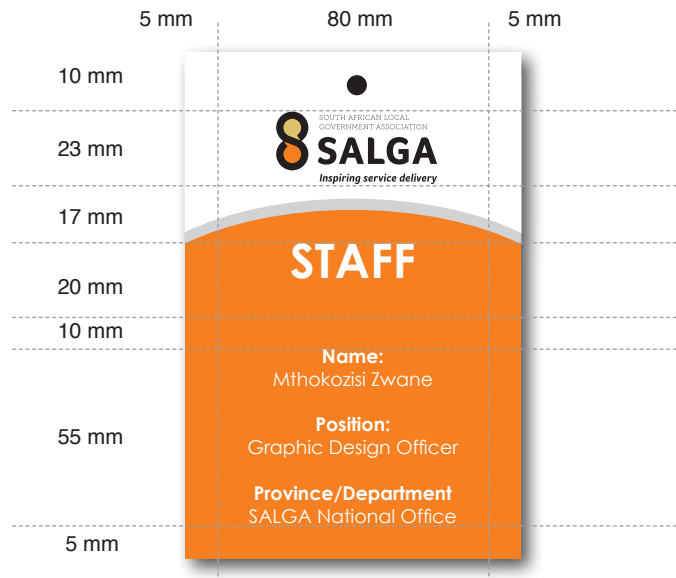 5 mm 80 mm 5 mm
10 mm
SOUTH AFRICAN LOCAL
GOVERNMENT ASSOCIATION
23 mm
SALGA
Inspiring service delivery
17 mm
STAFF
20 mm
10 mm
Name:
Mthokozisi Zwane
Position:
55 mm
Graphic Design Officer
Province/Department
SALGA National Office
5 mm